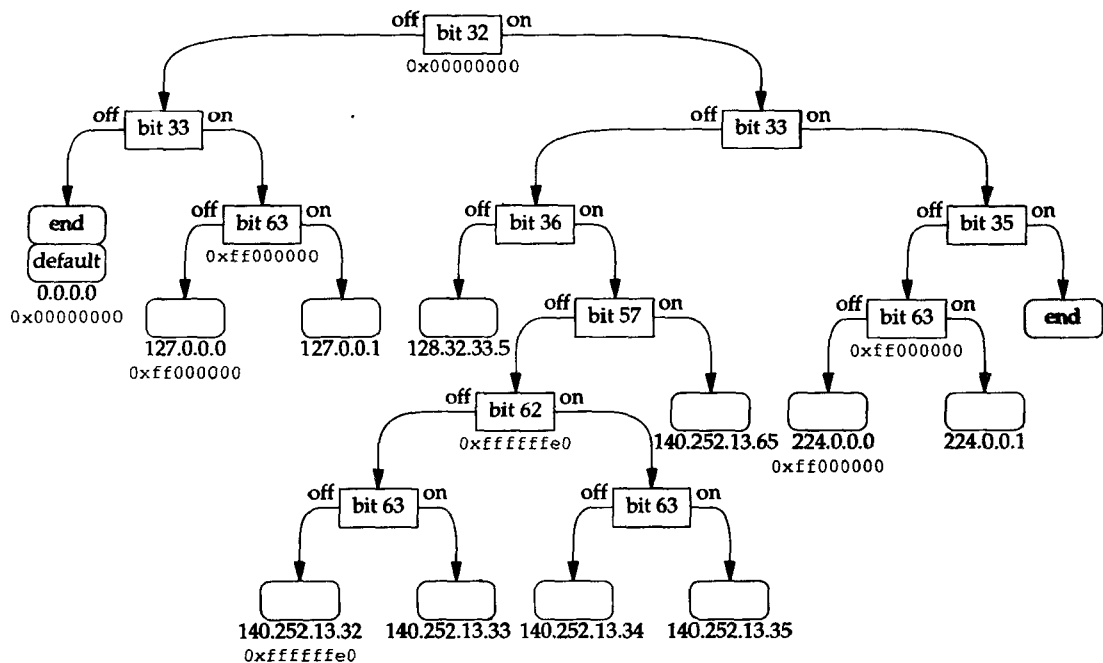 off bit 32 on
0x00000000
off bit 33 on
off bit 33 on
end
default
0.0.0.0
0x00000000
off bit 63 on
0xff000000
off bit 36 on
off bit 35 on
127.0.0.0
0xff000000
127.0.0.1
128.32.33.5
off bit 57 on
off bit 63 on
0xff000000
end
off bit 62 on
0xffffffe0
140.252.13.65
224.0.0.0
0xff000000
224.0.0.1
off bit 63 on
off bit 63 on
140.252.13.32
0xffffffe0
140.252.13.33
140.252.13.34
140.252.13.35